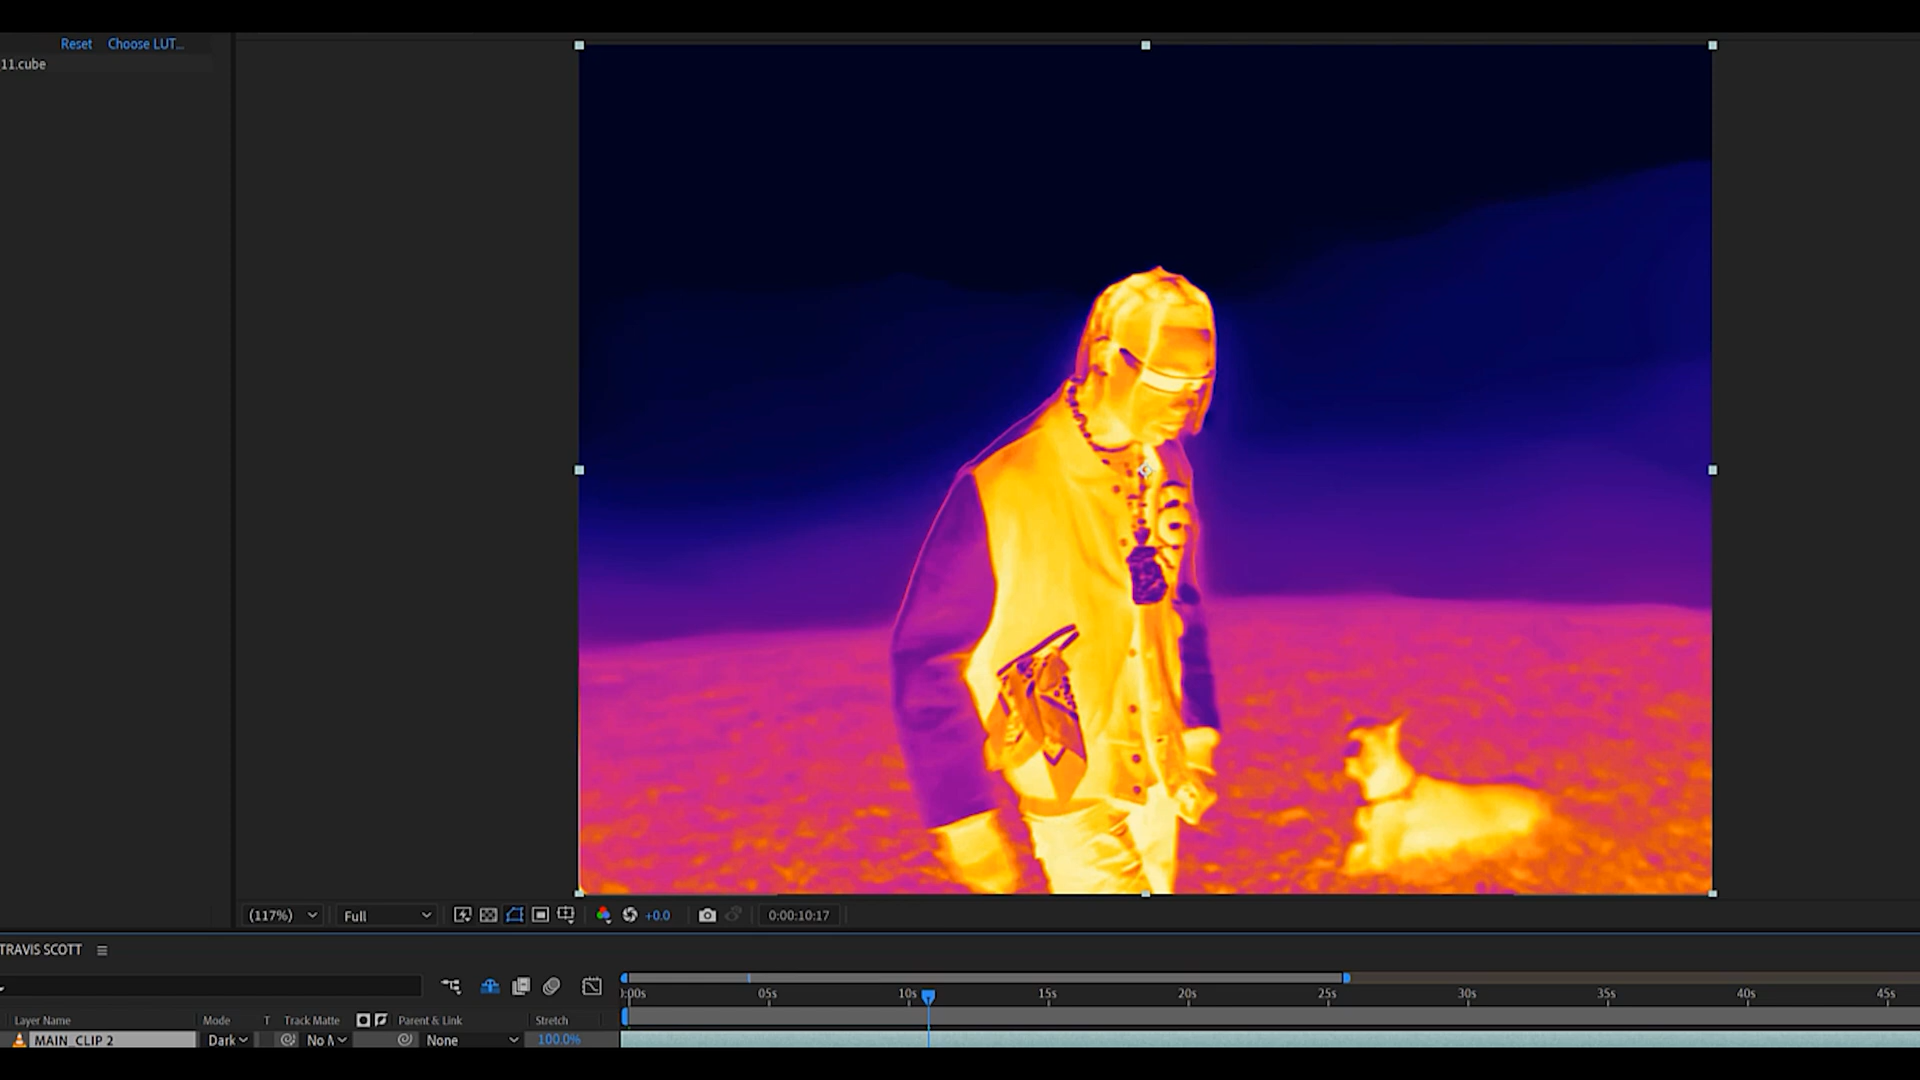 Reset Choose LUT...
11.cube
(117%) Full +0.0 0:00:10:17
TRAVIS SCOTT
):00s 05s 10s 15s 20s 25s 30s 35s 40s 45s
Layer Name Mode T Track Matte Parent & Link Stretch
MAIN_CLIP 2 Dark No M None 100.0%